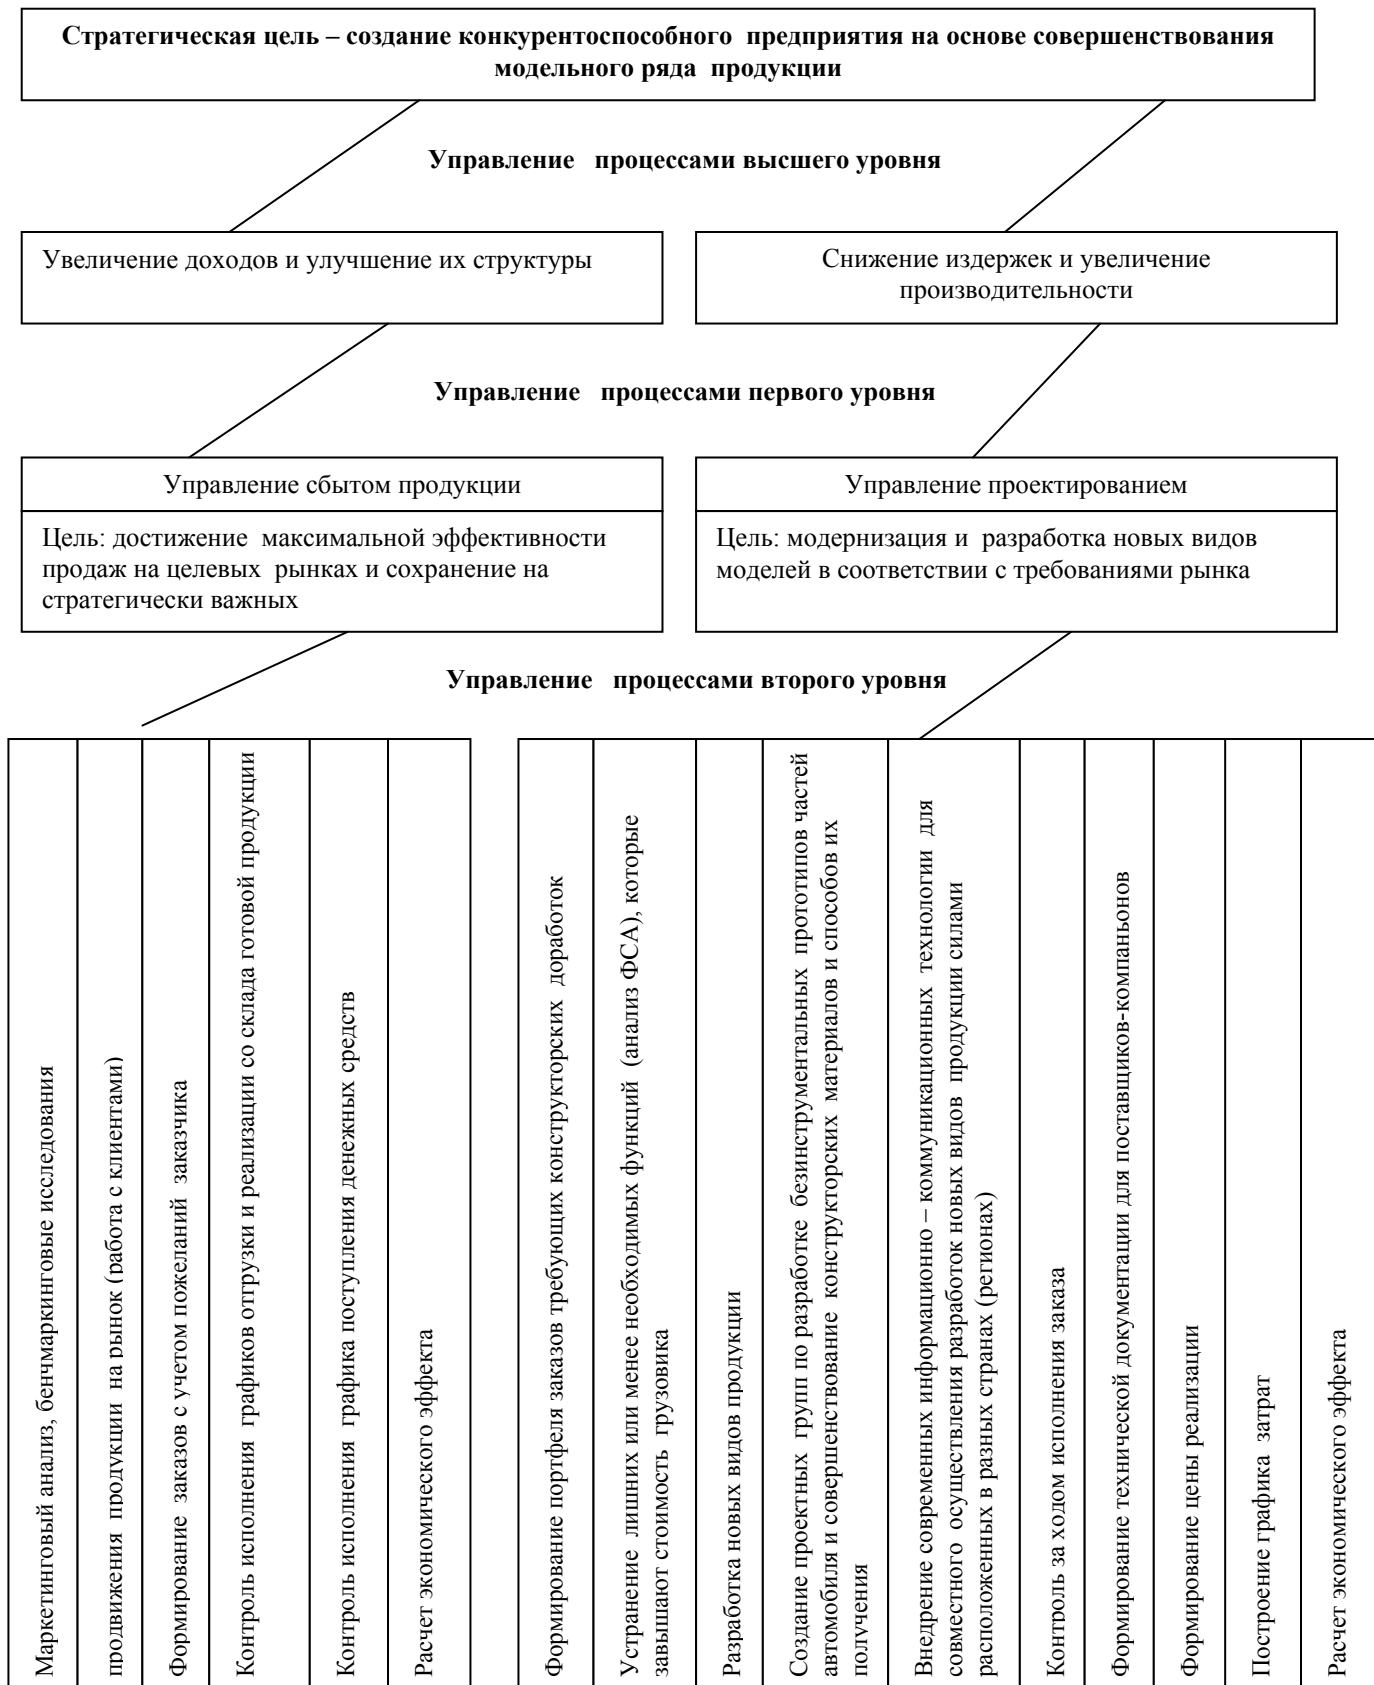 Стратегическая цель – создание конкурентоспособного предприятия на основе совершенствования
модельного ряда продукции
Управление процессами высшего уровня
Увеличение доходов и улучшение их структуры
Снижение издержек и увеличение
производительности
Управление процессами первого уровня
Управление сбытом продукции
Цель: достижение максимальной эффективности
продаж на целевых рынках и сохранение на
стратегически важных
Управление проектированием
Цель: модернизация и разработка новых видов
моделей в соответствии с требованиями рынка
Управление процессами второго уровня
Маркетинговый анализ, бенчмаркинговые исследования
продвижения продукции на рынок (работа с клиентами)
Формирование заказов с учетом пожеланий заказчика
Контроль исполнения графиков отгрузки и реализации со склада готовой продукции
Контроль исполнения графика поступления денежных средств
Расчет экономического эффекта
Формирование портфеля заказов требующих конструкторских доработок
Устранение лишних или менее необходимых функций (анализ ФСА), которые
завышают стоимость грузовика
Разработка новых видов продукции
Создание проектных групп по разработке безинструментальных прототипов частей
автомобиля и совершенствование конструкторских материалов и способов их
получения
Внедрение современных информационно – коммуникационных технологии для
совместного осуществления разработок новых видов продукции силами
расположенных в разных странах (регионах)
Контроль за ходом исполнения заказа
Формирование технической документации для поставщиков-компаньонов
Формирование цены реализации
Построение графика затрат
Расчет экономического эффекта